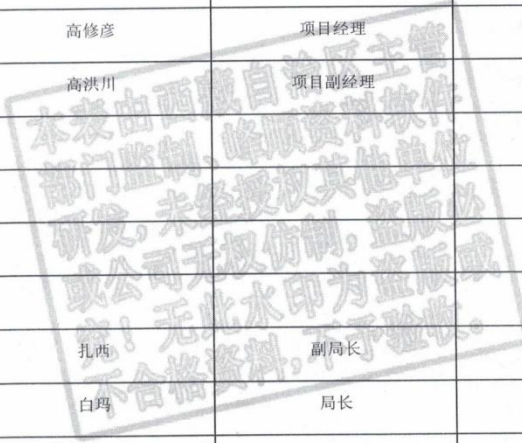 高修彦 项目经理
高洪川 项目副经理
本表由西藏自治区主管
部门监制、峰顺资料软件
研发，未经授权其他单位
或公司无权仿制，盗版必
究！无此水印为盗版或
不合格资料，不予验收。
扎西 副局长
白玛 局长